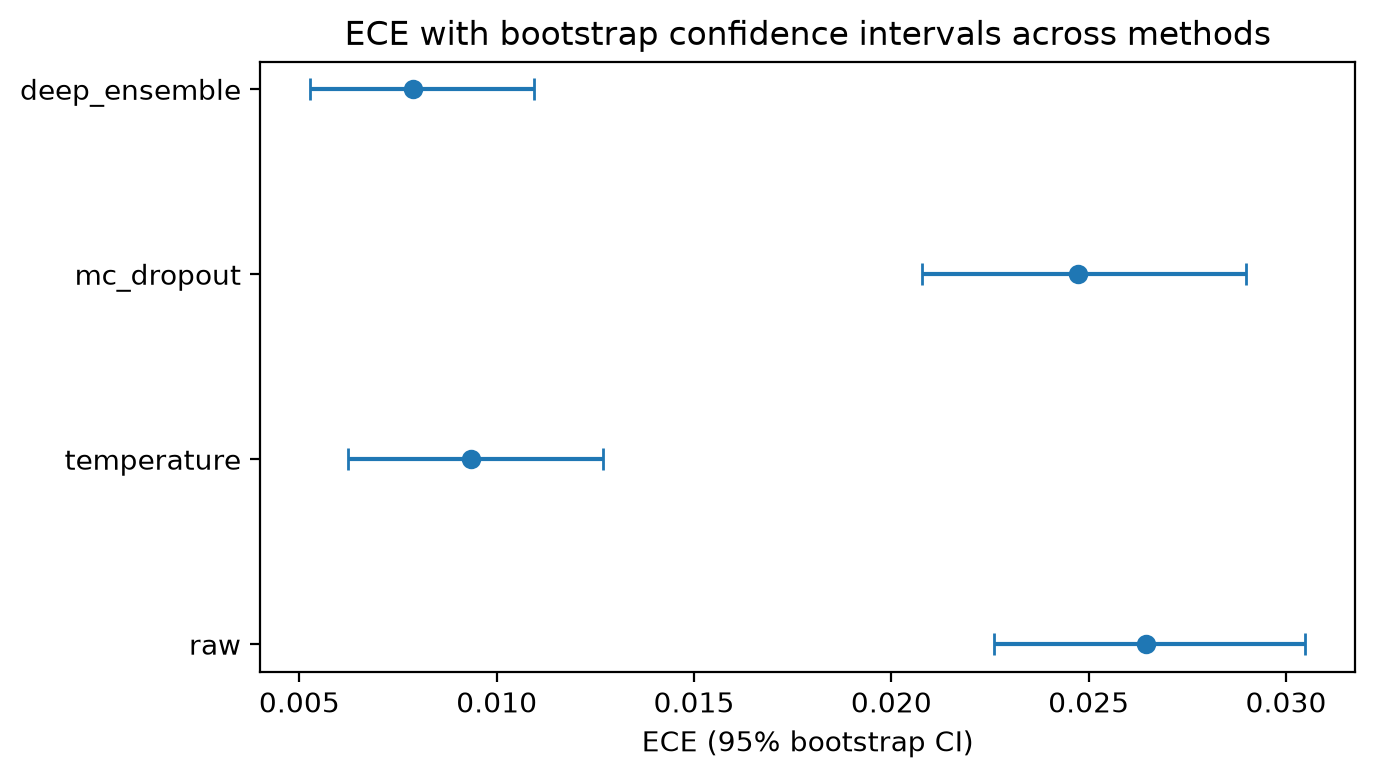 ECE with bootstrap confidence intervals across methods
deep_ensemble
mc_dropout
temperature
raw
0.005 0.010 0.015 0.020 0.025 0.030
ECE (95% bootstrap CI)